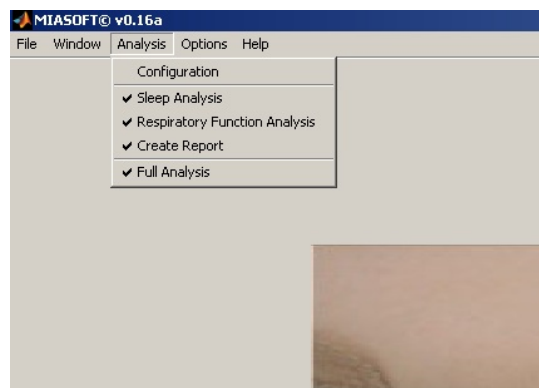 MIASOFT© v0.16a
File Window Analysis Options Help
Configuration
Sleep Analysis
Respiratory Function Analysis
Create Report
Full Analysis